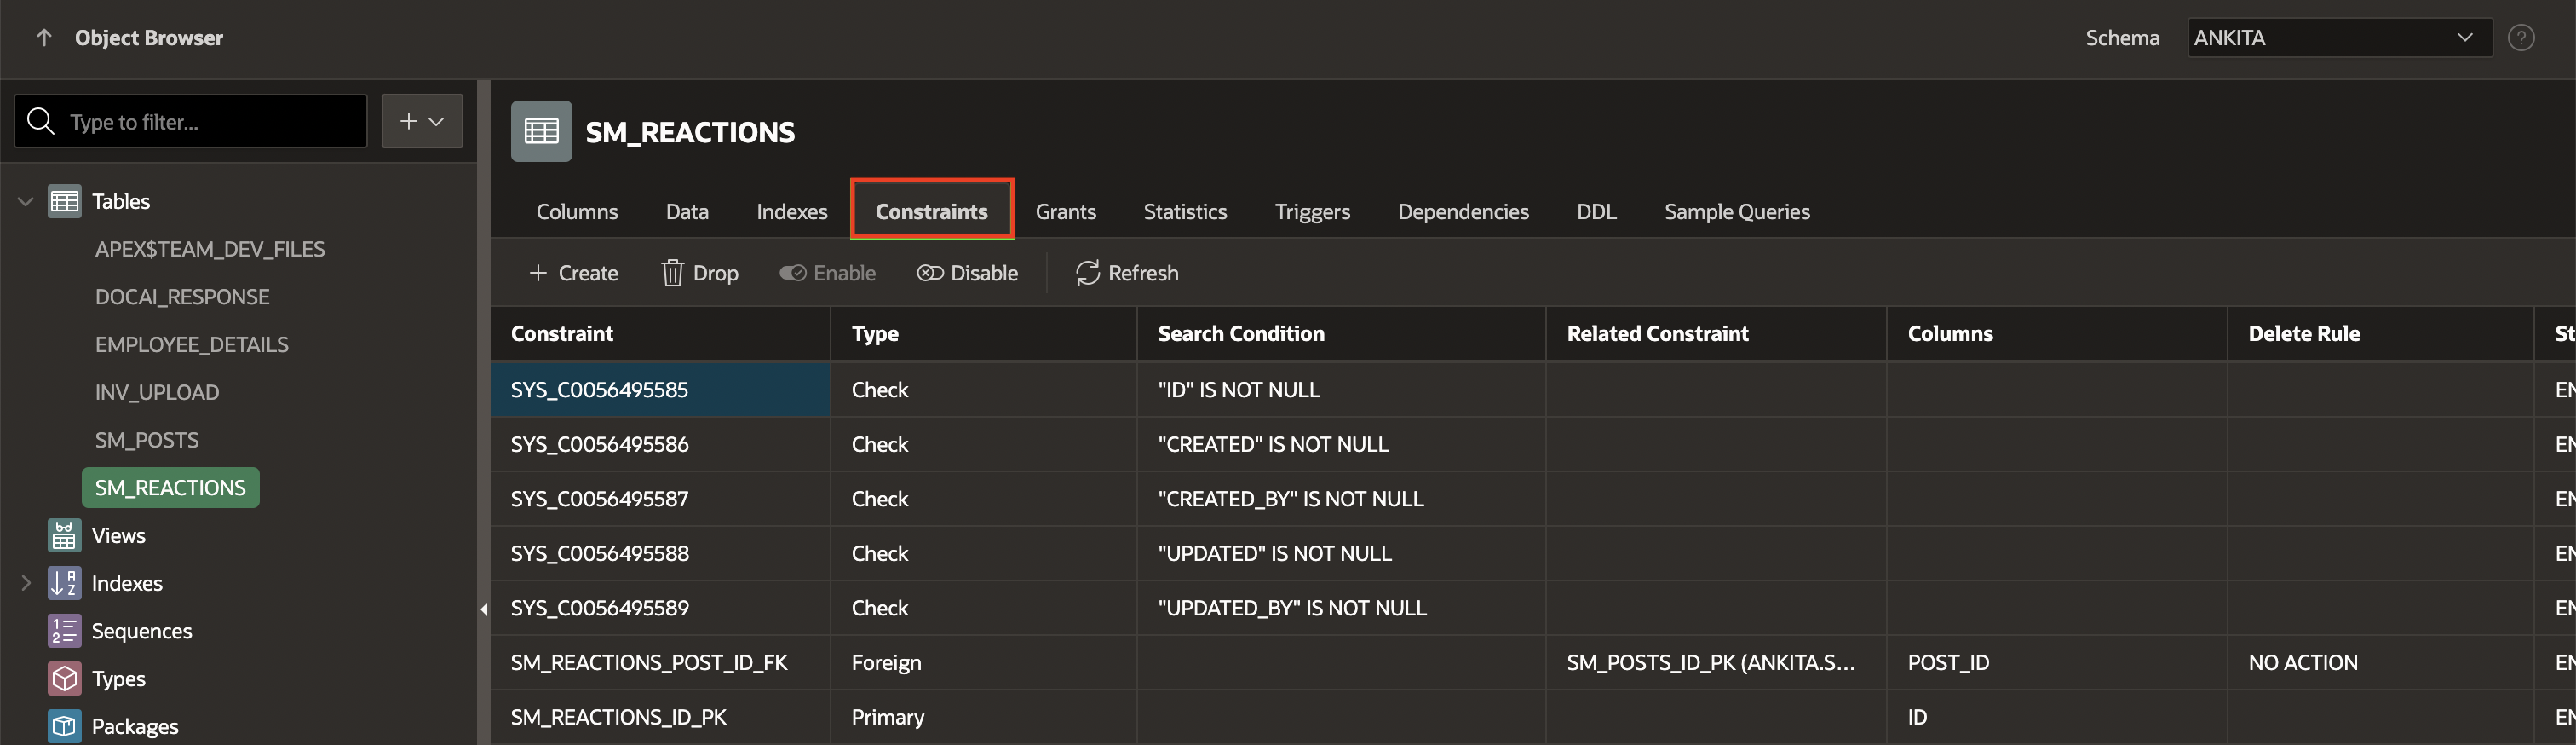 Object Browser
Schema ANKITA
Type to filter...
Tables
APEX$TEAM_DEV_FILES
DOCAI_RESPONSE
EMPLOYEE_DETAILS
INV_UPLOAD
SM_POSTS
SM_REACTIONS
Views
Indexes
Sequences
Types
Packages
SM_REACTIONS
Columns Data Indexes Constraints Grants Statistics Triggers Dependencies DDL Sample Queries
Create Drop Enable Disable Refresh
Constraint Type Search Condition Related Constraint Columns Delete Rule St
SYS_C0056495585 Check "ID" IS NOT NULL EN
SYS_C0056495586 Check "CREATED" IS NOT NULL EN
SYS_C0056495587 Check "CREATED_BY" IS NOT NULL EN
SYS_C0056495588 Check "UPDATED" IS NOT NULL EN
SYS_C0056495589 Check "UPDATED_BY" IS NOT NULL EN
SM_REACTIONS_POST_ID_FK Foreign SM_POSTS_ID_PK (ANKITA.S... POST_ID NO ACTION EN
SM_REACTIONS_ID_PK Primary ID EN